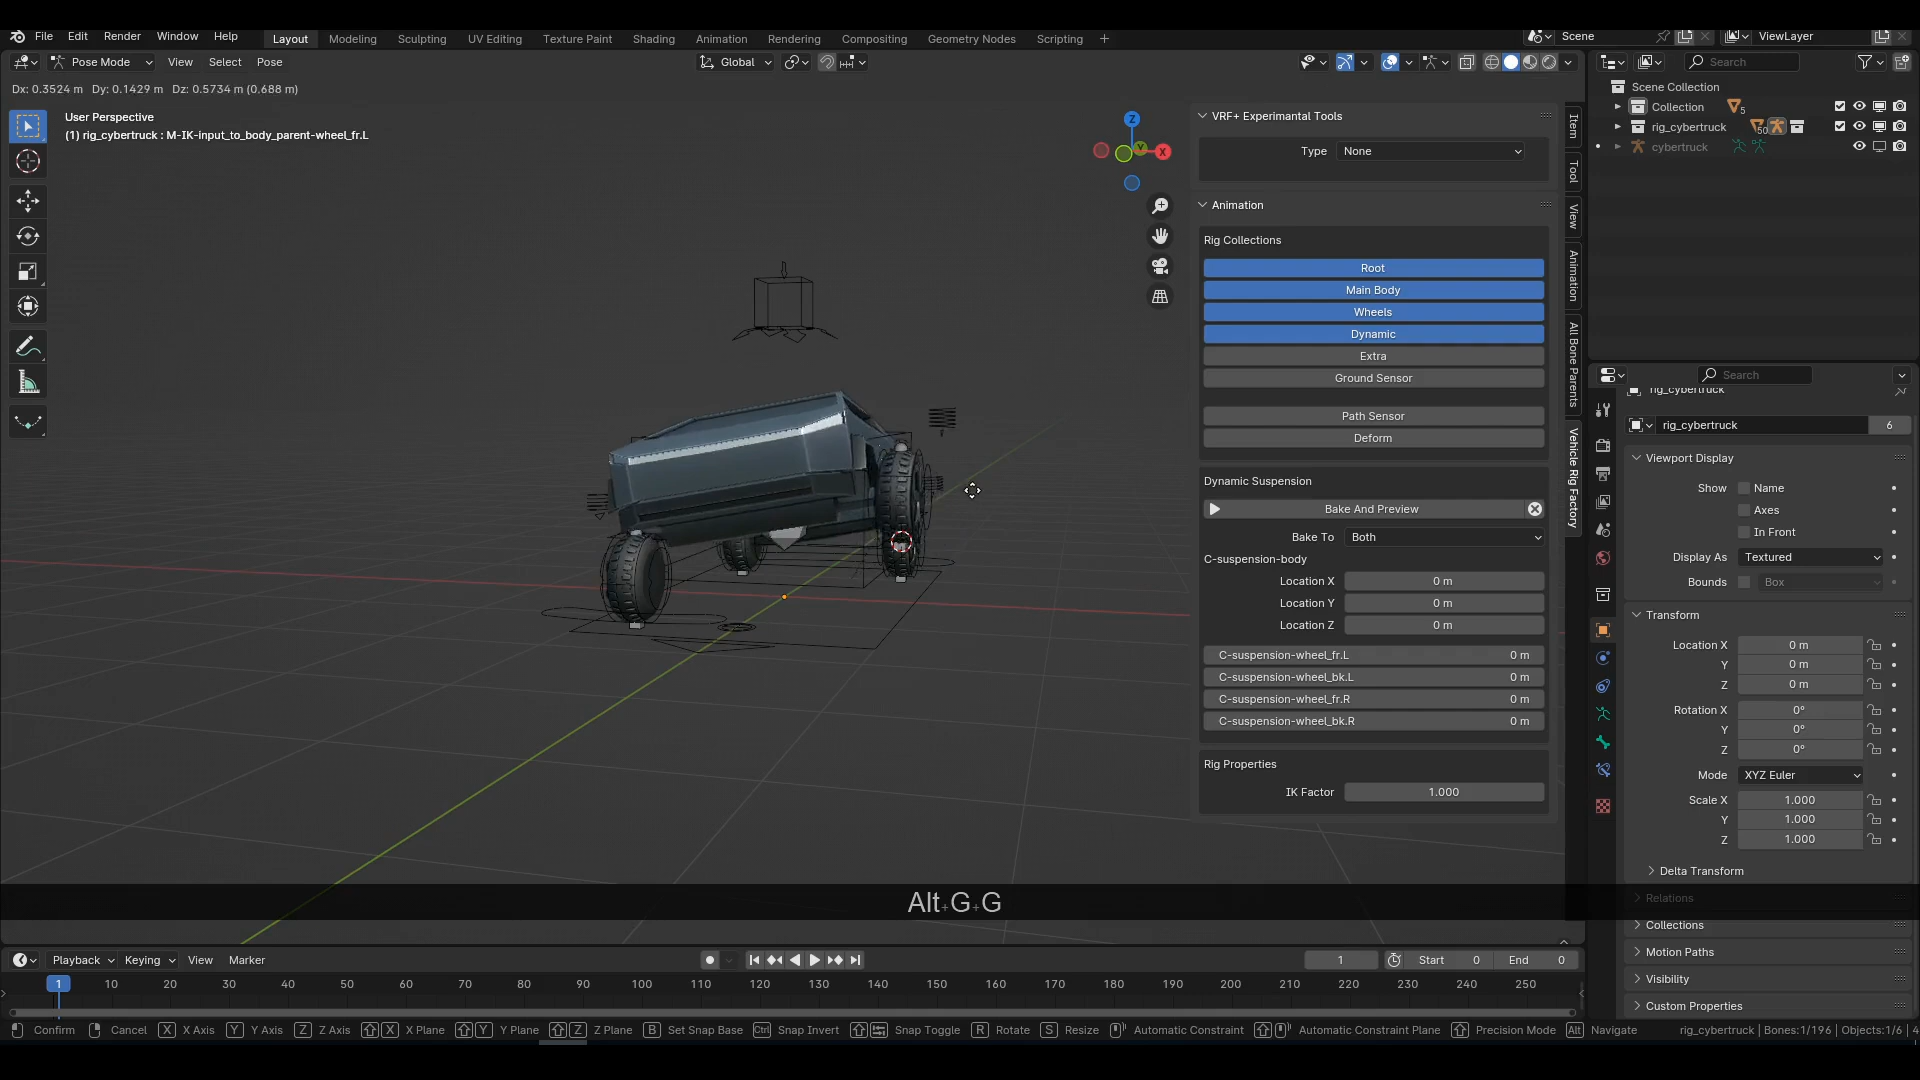 File Edit Render Window Help Layout Modeling Sculpting UV Editing Texture Paint Shading Animation Rendering Compositing Geometry Nodes Scripting + Scene ViewLayer
Pose Mode View Select Pose Global Search
Dx: 0.3524 m Dy: 0.1429 m Dz: 0.5734 m (0.688 m)
User Perspective
(1) rig_cybertruck : M-IK-input_to_body_parent-wheel_fr.L
Z
Y
X
VRF+ Experimantal Tools
Type None
Animation
Rig Collections
Root
Main Body
Wheels
Dynamic
Extra
Ground Sensor
Path Sensor
Deform
Dynamic Suspension
Bake And Preview
Bake To Both
C-suspension-body
Location X 0 m
Location Y 0 m
Location Z 0 m
C-suspension-wheel_fr.L 0 m
C-suspension-wheel_bk.L 0 m
C-suspension-wheel_fr.R 0 m
C-suspension-wheel_bk.R 0 m
Rig Properties
IK Factor 1.000
Item
Tool
View
Animation
All Bone Parents
Vehicle Rig Factory
Scene Collection
Collection 5
rig_cybertruck 50
cybertruck
Search
rig_cybertruck
rig_cybertruck 6
Viewport Display
Show Name
Axes
In Front
Display As Textured
Bounds Box
Transform
Location X 0 m
Y 0 m
Z 0 m
Rotation X 0°
Y 0°
Z 0°
Mode XYZ Euler
Scale X 1.000
Y 1.000
Z 1.000
Delta Transform
Relations
Collections
Motion Paths
Visibility
Custom Properties
Alt+G+G
Playback Keying View Marker 1 Start 0 End 0
1 10 20 30 40 50 60 70 80 90 100 110 120 130 140 150 160 170 180 190 200 210 220 230 240 250
Confirm Cancel X X Axis Y Y Axis Z Z Axis X X Plane Y Y Plane Z Z Plane B Set Snap Base Ctrl Snap Invert Snap Toggle R Rotate S Resize Automatic Constraint Automatic Constraint Plane Precision Mode Alt Navigate rig_cybertruck | Bones:1/196 | Objects:1/6 | 4